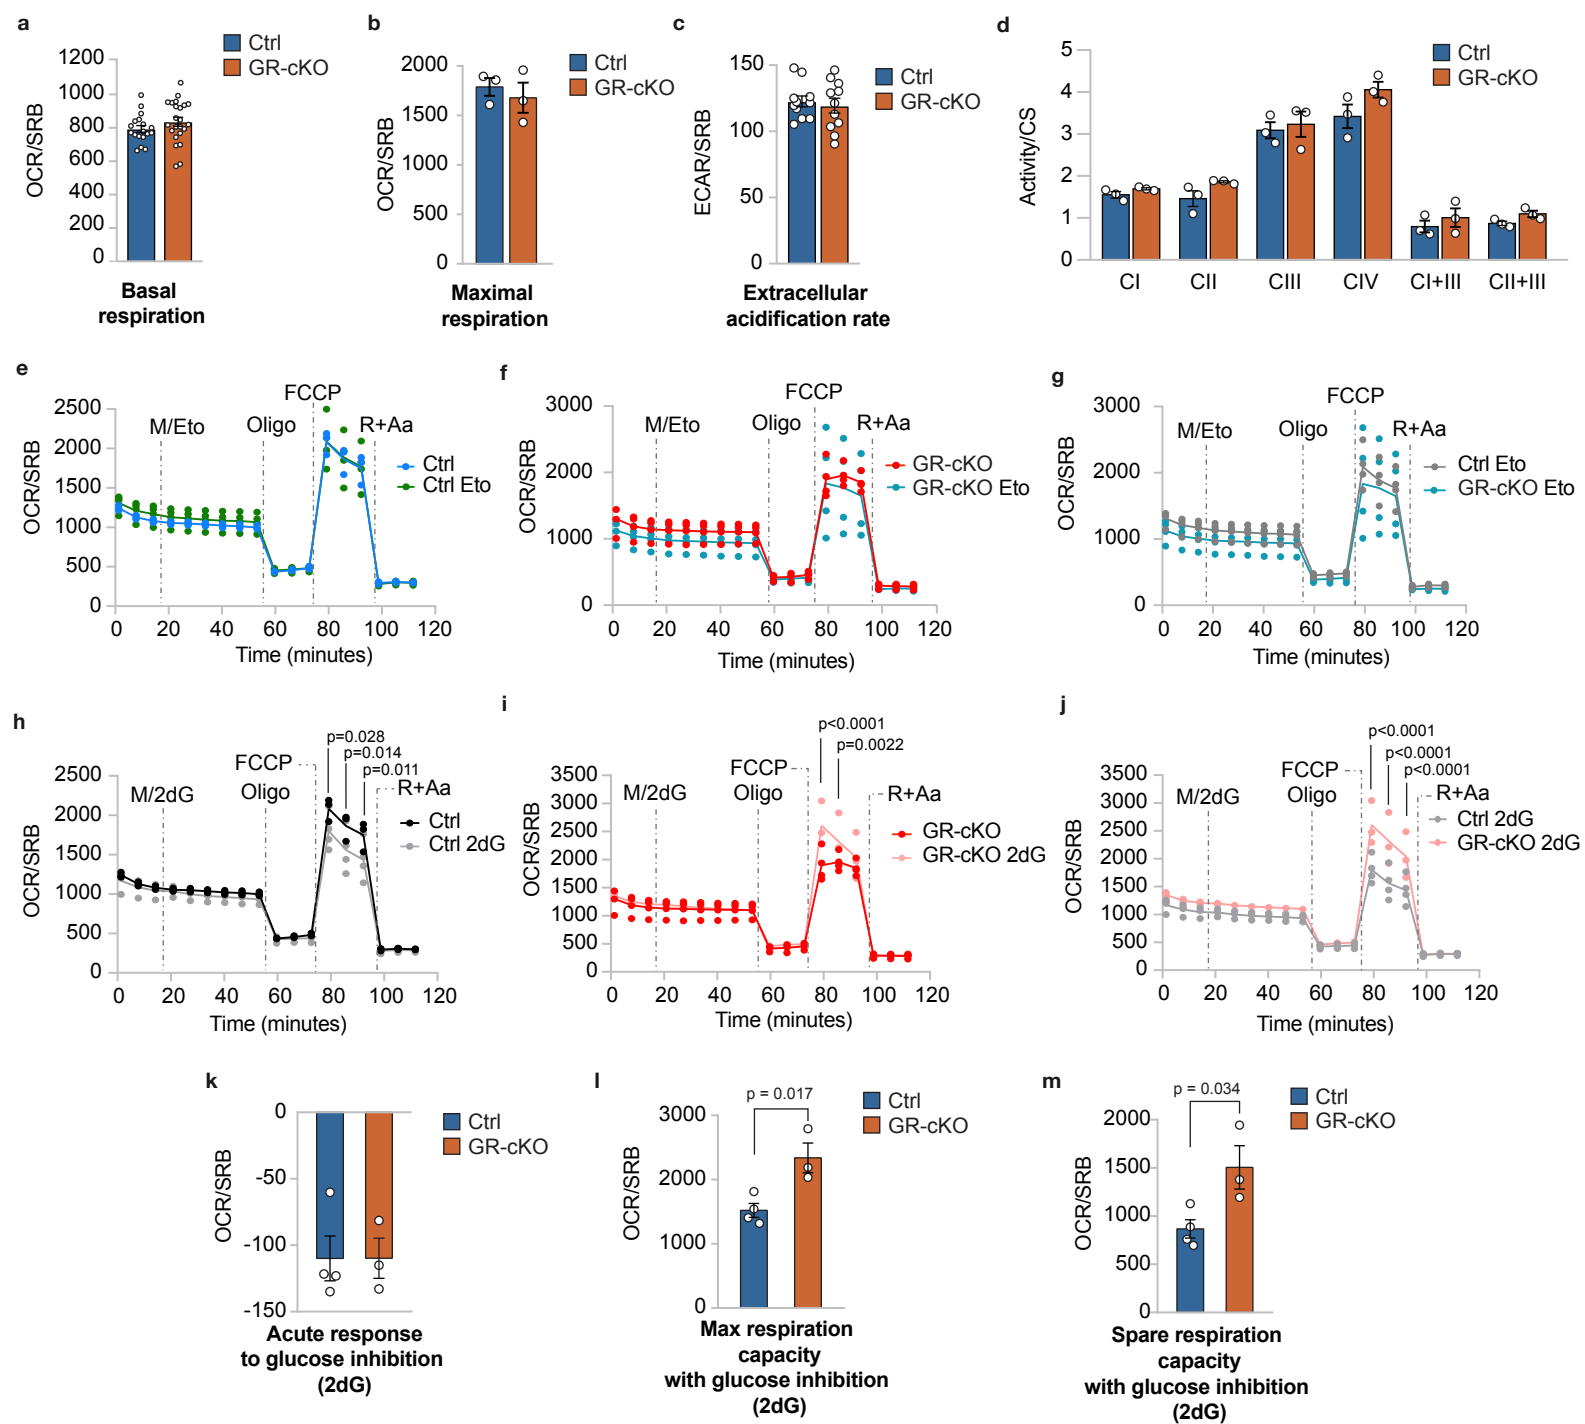 a
Ctrl
GR-cKO
1200
1000
800
600
400
200
0
OCR/SRB
Basal
respiration
b
Ctrl
GR-cKO
2000
1500
1000
500
0
OCR/SRB
Maximal
respiration
c
Ctrl
GR-cKO
150
100
50
0
ECAR/SRB
Extracellular
acidification rate
d
Ctrl
GR-cKO
5
4
3
2
1
0
Activity/CS
CI CII CIII CIV CI+III CII+III
e
FCCP
M/Eto Oligo R+Aa
2500
2000
1500
1000
500
0
OCR/SRB
Ctrl
Ctrl Eto
0 20 40 60 80 100 120
Time (minutes)
f
FCCP
M/Eto Oligo R+Aa
3000
2000
1000
0
OCR/SRB
GR-cKO
GR-cKO Eto
0 20 40 60 80 100 120
Time (minutes)
g
FCCP
M/Eto Oligo R+Aa
3000
2000
1000
0
OCR/SRB
Ctrl Eto
GR-cKO Eto
0 20 40 60 80 100 120
Time (minutes)
h
p=0.028
p=0.014
p=0.011
FCCP
M/2dG Oligo R+Aa
2500
2000
1500
1000
500
0
OCR/SRB
Ctrl
Ctrl 2dG
0 20 40 60 80 100 120
Time (minutes)
i
p<0.0001
p=0.0022
FCCP
M/2dG Oligo R+Aa
3500
3000
2500
2000
1500
1000
500
0
OCR/SRB
GR-cKO
GR-cKO 2dG
0 20 40 60 80 100 120
Time (minutes)
j
p<0.0001
p<0.0001
p<0.0001
FCCP
M/2dG Oligo R+Aa
3500
3000
2500
2000
1500
1000
500
0
OCR/SRB
Ctrl 2dG
GR-cKO 2dG
0 20 40 60 80 100 120
Time (minutes)
k
Ctrl
GR-cKO
0
-50
-100
-150
OCR/SRB
Acute response
to glucose inhibition
(2dG)
l
p = 0.017
Ctrl
GR-cKO
3000
2000
1000
0
OCR/SRB
Max respiration
capacity
with glucose inhibition
(2dG)
m
p = 0.034
Ctrl
GR-cKO
2000
1500
1000
500
0
OCR/SRB
Spare respiration
capacity
with glucose inhibition
(2dG)